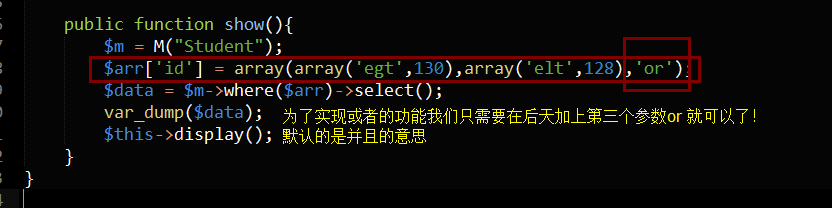 public function show(){
$m = M("Student");
$arr['id'] = array(array('egt',130),array('elt',128),'or');
$data = $m->where($arr)->select();
var_dump($data); 为了实现或者的功能我们只需要在后天加上第三个参数or 就可以了!
$this->display(); 默认的是并且的意思
}
}